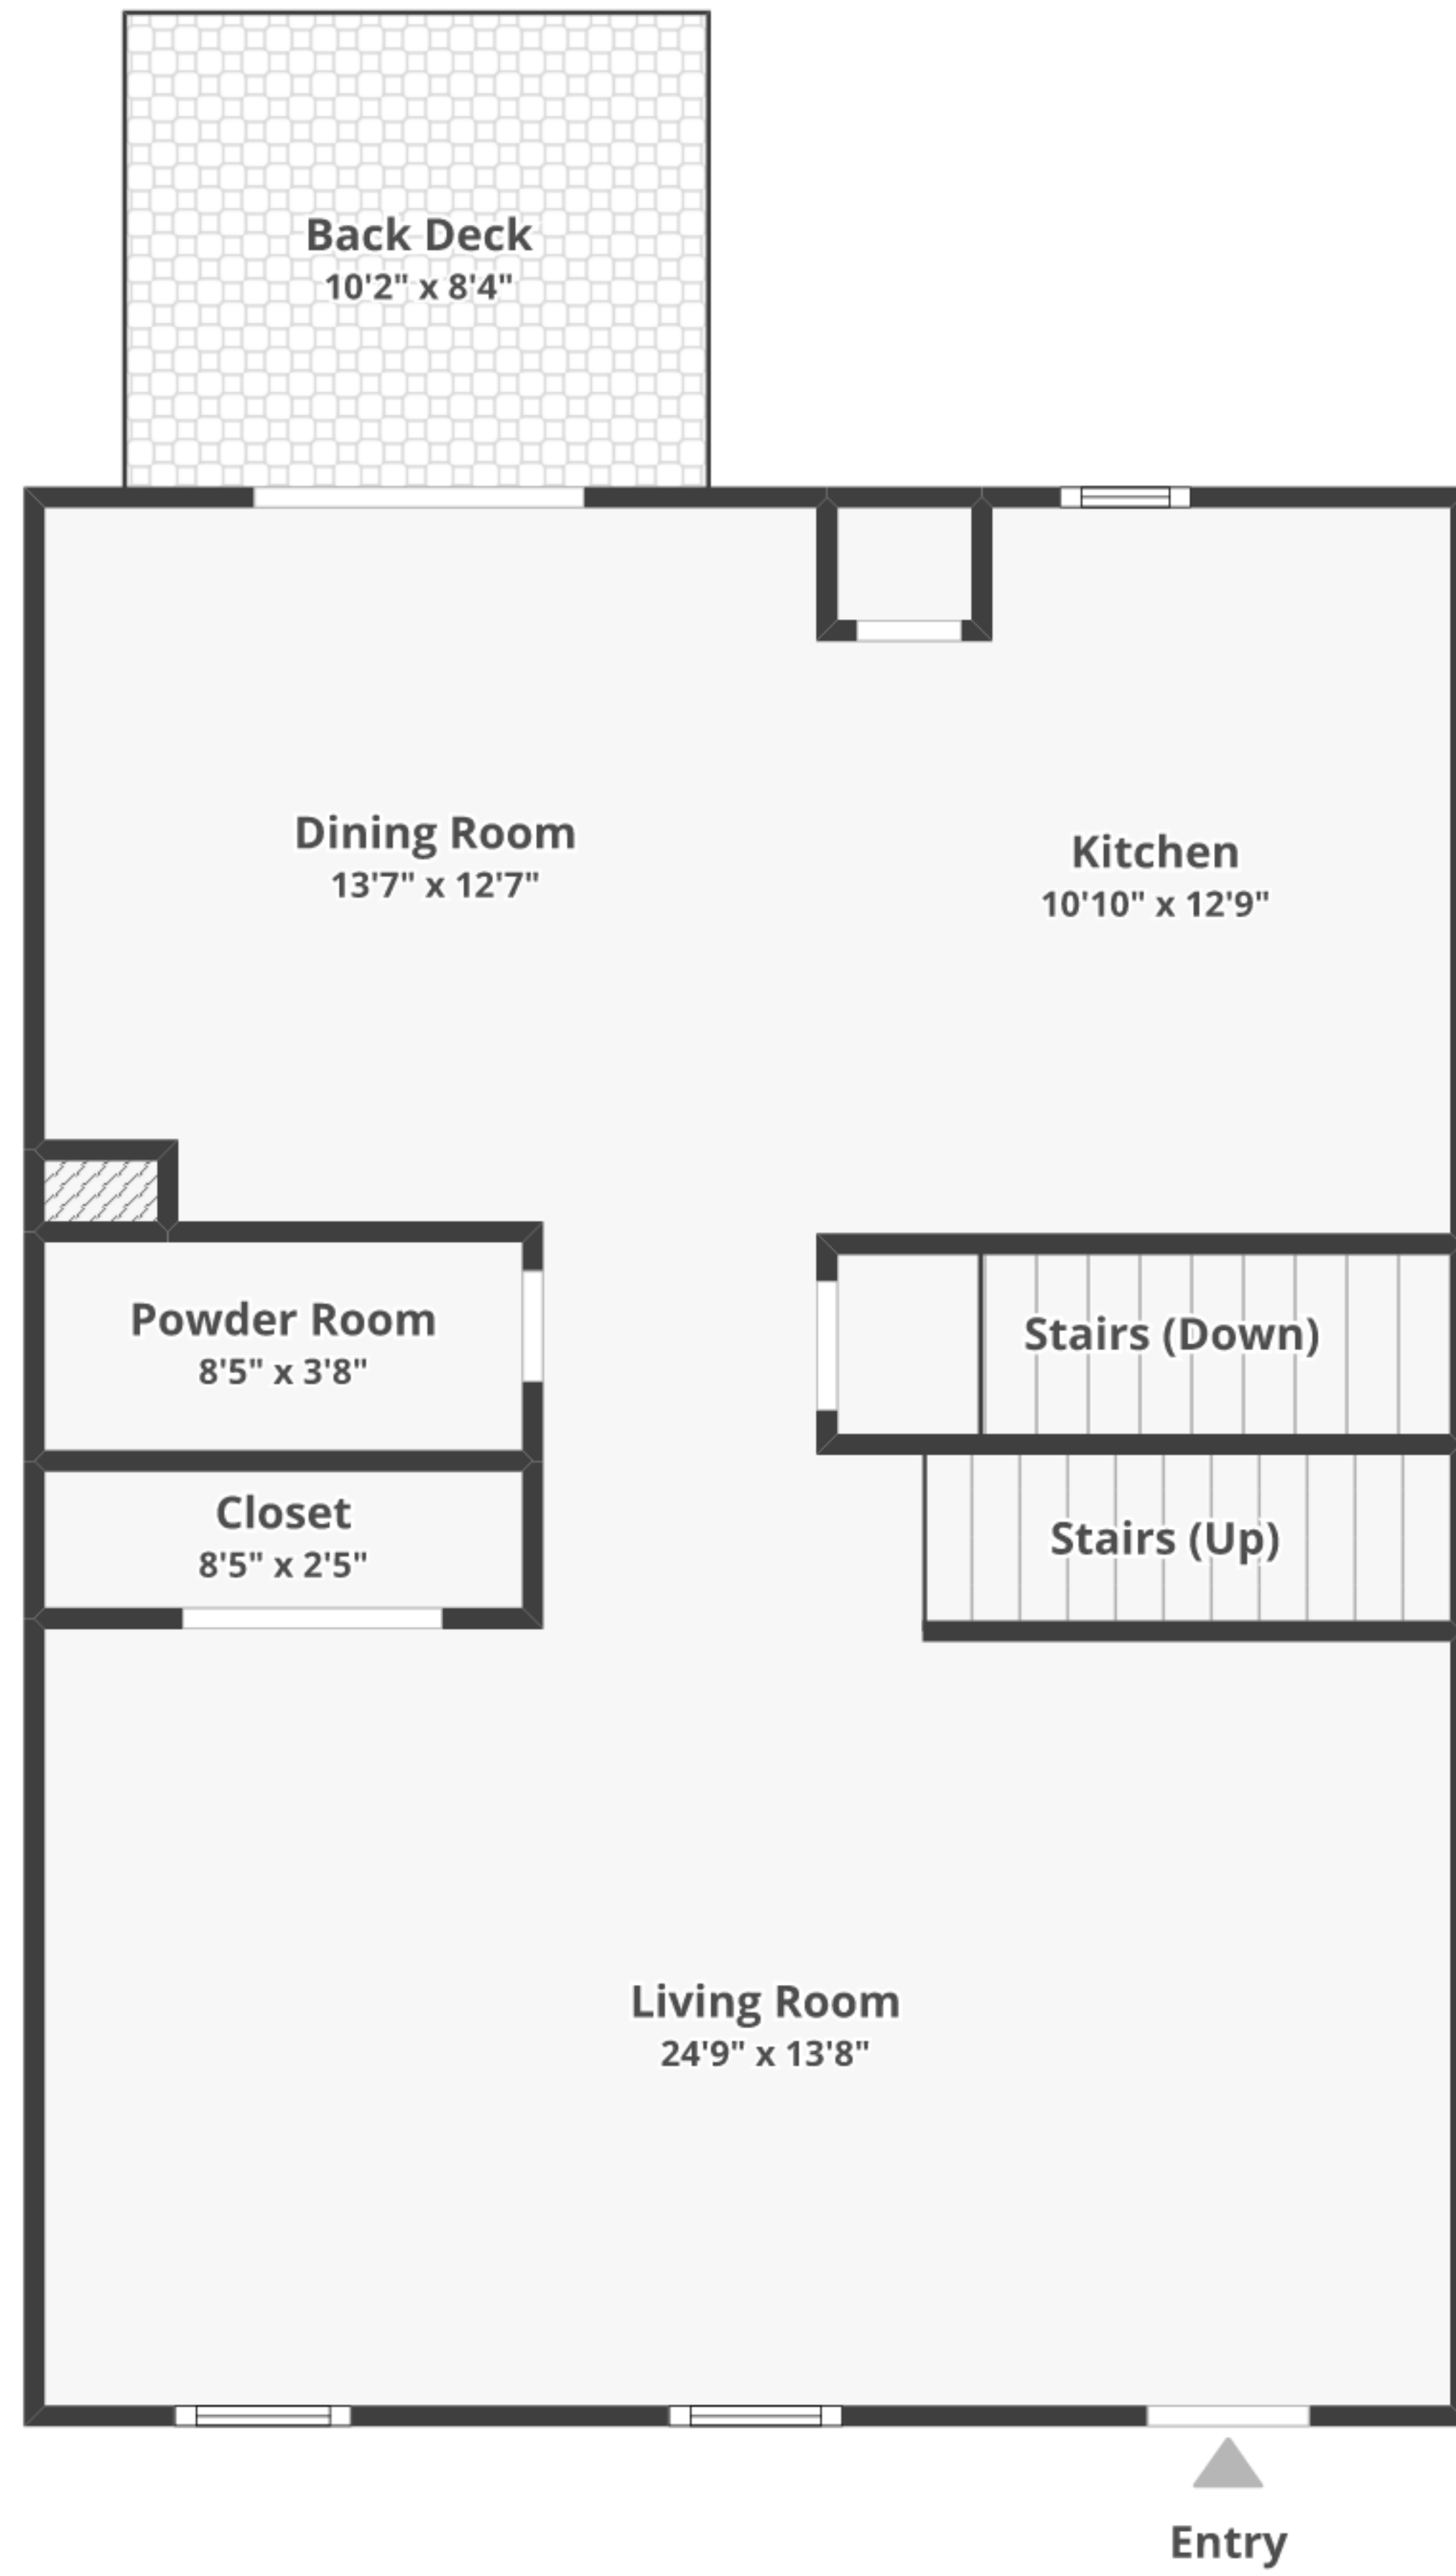 Back Deck
10'2" x 8'4"
Dining Room
13'7" x 12'7"
Kitchen
10'10" x 12'9"
Powder Room
8'5" x 3'8"
Stairs (Down)
Closet
8'5" x 2'5"
Stairs (Up)
Living Room
24'9" x 13'8"
Entry